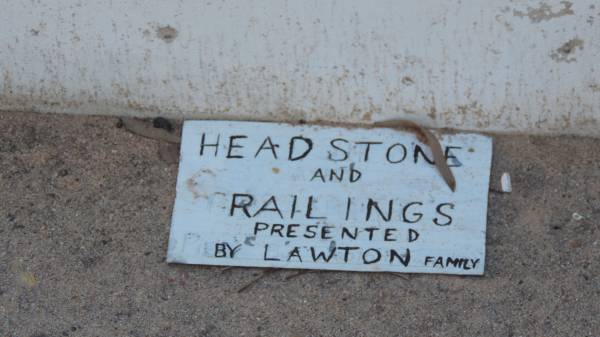 HEADSTONE
AND
RAILINGS
PRESENTED
BY LAWTON FAMILY